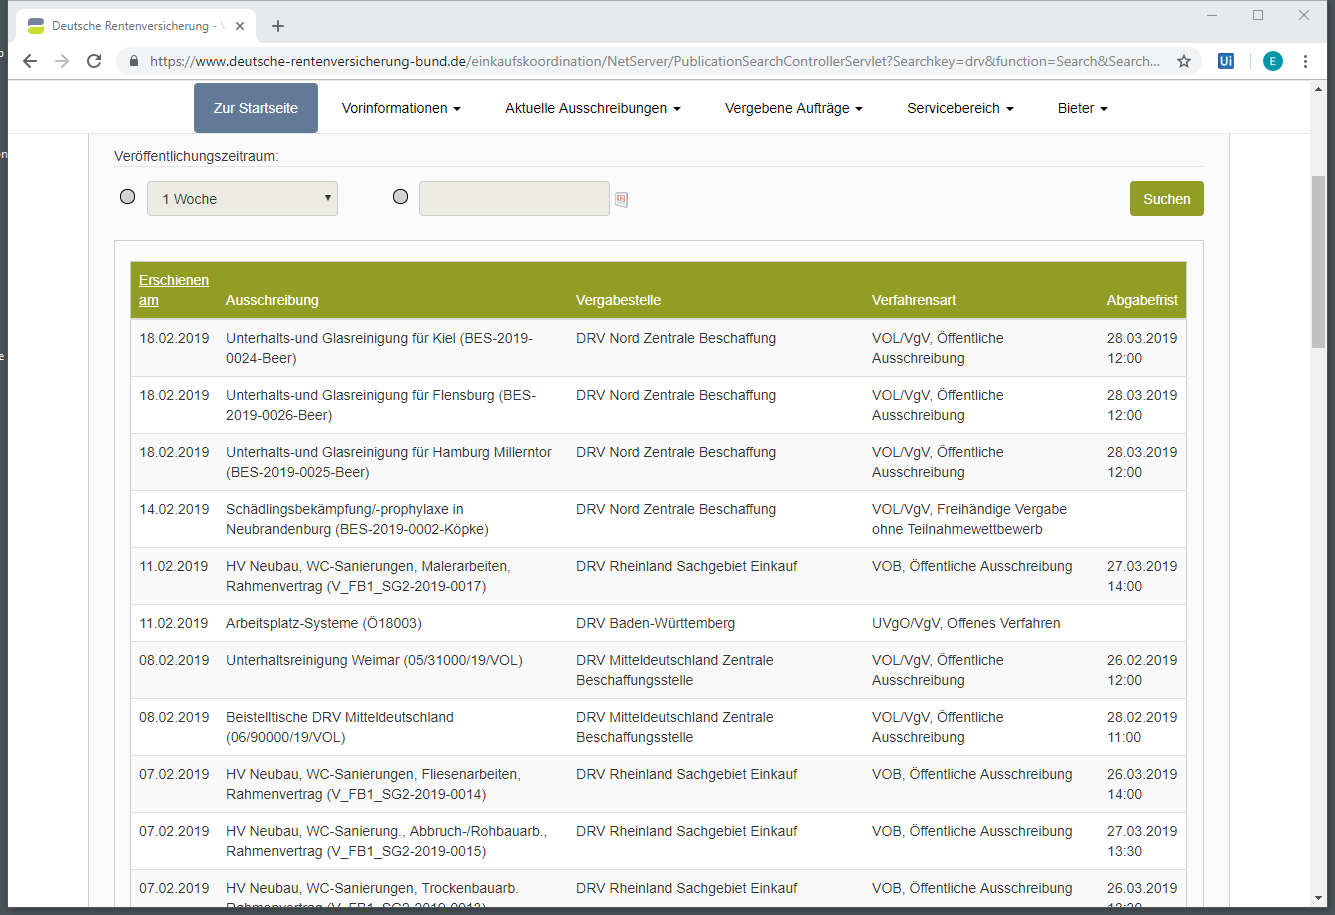 Deutsche Rentenversicherung - V
https://www.deutsche-rentenversicherung-bund.de/einkaufskoordination/NetServer/PublicationSearchControllerServlet?Searchkey=drv&function=Search&Search...
Ui
E
Zur Startseite
Vorinformationen
Aktuelle Ausschreibungen
Vergebene Aufträge
Servicebereich
Bieter
Veröffentlichungszeitraum:
1 Woche
Suchen
Erschienen
am Ausschreibung Vergabestelle Verfahrensart Abgabefrist
18.02.2019 Unterhalts-und Glasreinigung für Kiel (BES-2019- DRV Nord Zentrale Beschaffung VOL/VgV, Öffentliche 28.03.2019
0024-Beer) Ausschreibung 12:00
18.02.2019 Unterhalts-und Glasreinigung für Flensburg (BES- DRV Nord Zentrale Beschaffung VOL/VgV, Öffentliche 28.03.2019
2019-0026-Beer) Ausschreibung 12:00
18.02.2019 Unterhalts-und Glasreinigung für Hamburg Millerntor DRV Nord Zentrale Beschaffung VOL/VgV, Öffentliche 28.03.2019
(BES-2019-0025-Beer) Ausschreibung 12:00
14.02.2019 Schädlingsbekämpfung/-prophylaxe in DRV Nord Zentrale Beschaffung VOL/VgV, Freihändige Vergabe
Neubrandenburg (BES-2019-0002-Köpke) ohne Teilnahmewettbewerb
11.02.2019 HV Neubau, WC-Sanierungen, Malerarbeiten, DRV Rheinland Sachgebiet Einkauf VOB, Öffentliche Ausschreibung 27.03.2019
Rahmenvertrag (V_FB1_SG2-2019-0017) 14:00
11.02.2019 Arbeitsplatz-Systeme (Ö18003) DRV Baden-Württemberg UVgO/VgV, Offenes Verfahren
08.02.2019 Unterhaltsreinigung Weimar (05/31000/19/VOL) DRV Mitteldeutschland Zentrale VOL/VgV, Öffentliche 26.02.2019
Beschaffungsstelle Ausschreibung 12:00
08.02.2019 Beistelltische DRV Mitteldeutschland DRV Mitteldeutschland Zentrale VOL/VgV, Öffentliche 28.02.2019
(06/90000/19/VOL) Beschaffungsstelle Ausschreibung 11:00
07.02.2019 HV Neubau, WC-Sanierungen, Fliesenarbeiten, DRV Rheinland Sachgebiet Einkauf VOB, Öffentliche Ausschreibung 26.03.2019
Rahmenvertrag (V_FB1_SG2-2019-0014) 14:00
07.02.2019 HV Neubau, WC-Sanierung., Abbruch-/Rohbauarb., DRV Rheinland Sachgebiet Einkauf VOB, Öffentliche Ausschreibung 27.03.2019
Rahmenvertrag (V_FB1_SG2-2019-0015) 13:30
07.02.2019 HV Neubau, WC-Sanierungen, Trockenbauarb. DRV Rheinland Sachgebiet Einkauf VOB, Öffentliche Ausschreibung 26.03.2019
Rahmenvertrag (V_FB1_SG2-2019-0013) 13:30